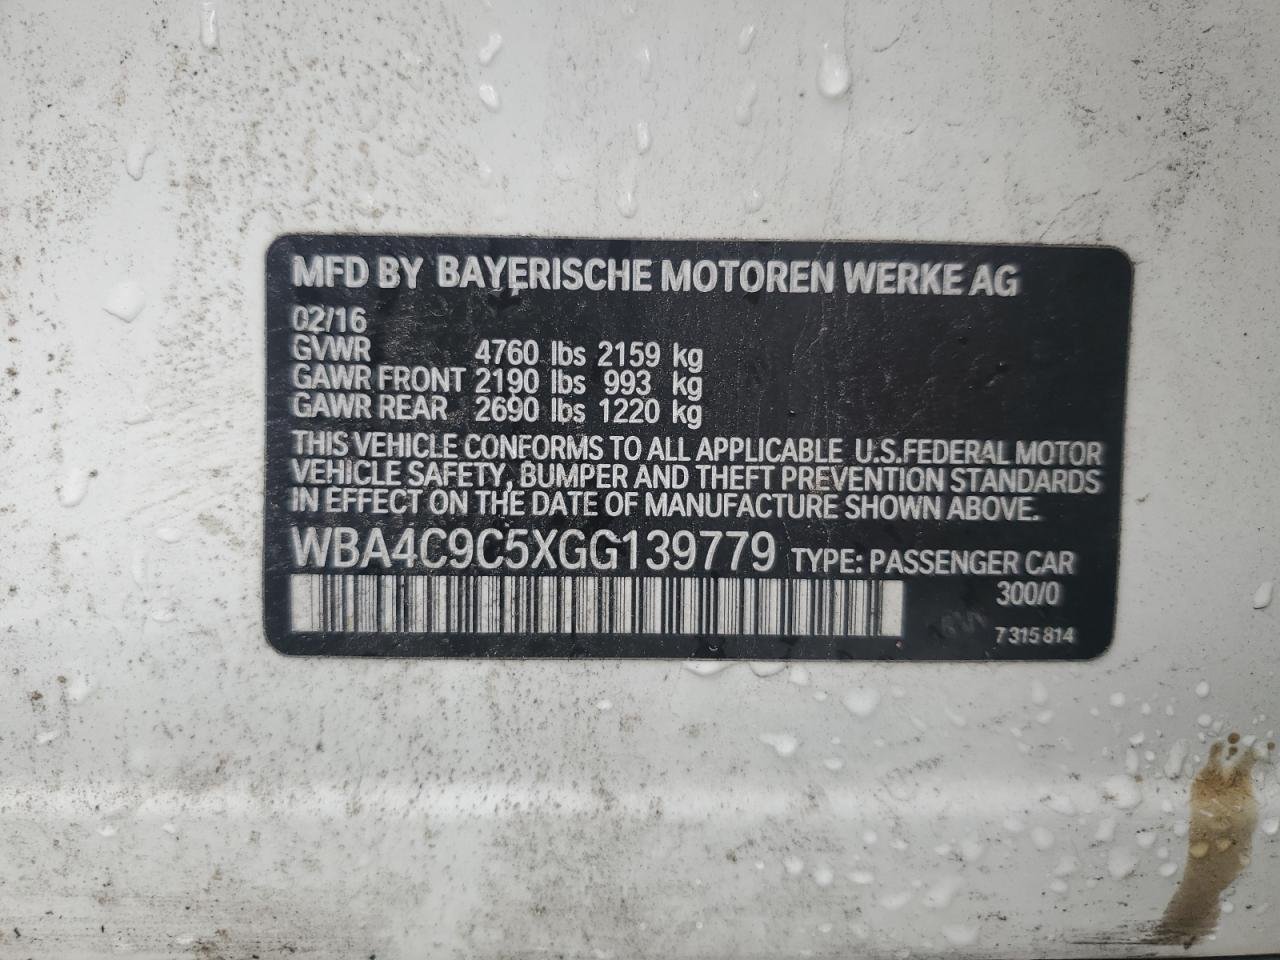 MFD BY BAYERISCHE MOTOREN WERKE AG
02/16
GVWR 4760 lbs 2159 kg
GAWR FRONT 2190 lbs 993 kg
GAWR REAR 2690 lbs 1220 kg
THIS VEHICLE CONFORMS TO ALL APPLICABLE U.S.FEDERAL MOTOR
VEHICLE SAFETY, BUMPER AND THEFT PREVENTION STANDARDS
IN EFFECT ON THE DATE OF MANUFACTURE SHOWN ABOVE.
WBA4C9C5XGG139779 TYPE: PASSENGER CAR
300/0
7 315 814